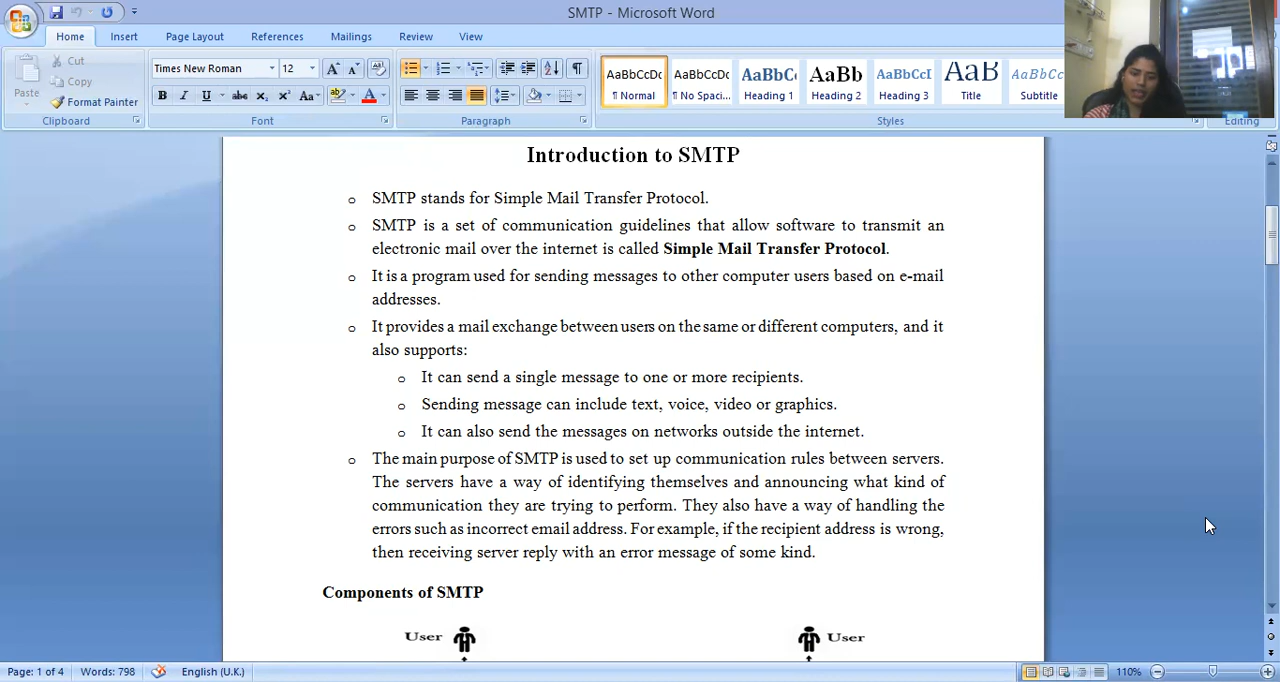 SMTP - Microsoft Word
Home Insert Page Layout References Mailings Review View
Paste
Cut
Copy
Format Painter
Clipboard
Times New Roman 12
Font
Paragraph
AaBbCcDc AaBbCcDc AaBbC AaBb AaBbCcI AaB AaBbCcL
¶ Normal ¶ No Spaci... Heading 1 Heading 2 Heading 3 Title Subtitle
Styles
Editing
Introduction to SMTP
o SMTP stands for Simple Mail Transfer Protocol.
o SMTP is a set of communication guidelines that allow software to transmit an
electronic mail over the internet is called Simple Mail Transfer Protocol.
o It is a program used for sending messages to other computer users based on e-mail
addresses.
o It provides a mail exchange between users on the same or different computers, and it
also supports:
o It can send a single message to one or more recipients.
o Sending message can include text, voice, video or graphics.
o It can also send the messages on networks outside the internet.
o The main purpose of SMTP is used to set up communication rules between servers.
The servers have a way of identifying themselves and announcing what kind of
communication they are trying to perform. They also have a way of handling the
errors such as incorrect email address. For example, if the recipient address is wrong,
then receiving server reply with an error message of some kind.
Components of SMTP
User User
Page: 1 of 4 Words: 798 English (U.K.) 110%